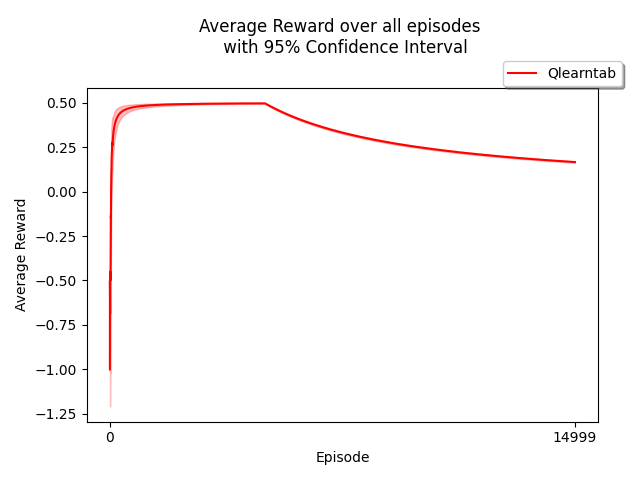 Average Reward over all episodes
with 95% Confidence Interval
Qlearntab
0.50
0.25
0.00
−0.25
−0.50
−0.75
−1.00
−1.25
Average Reward
0
14999
Episode